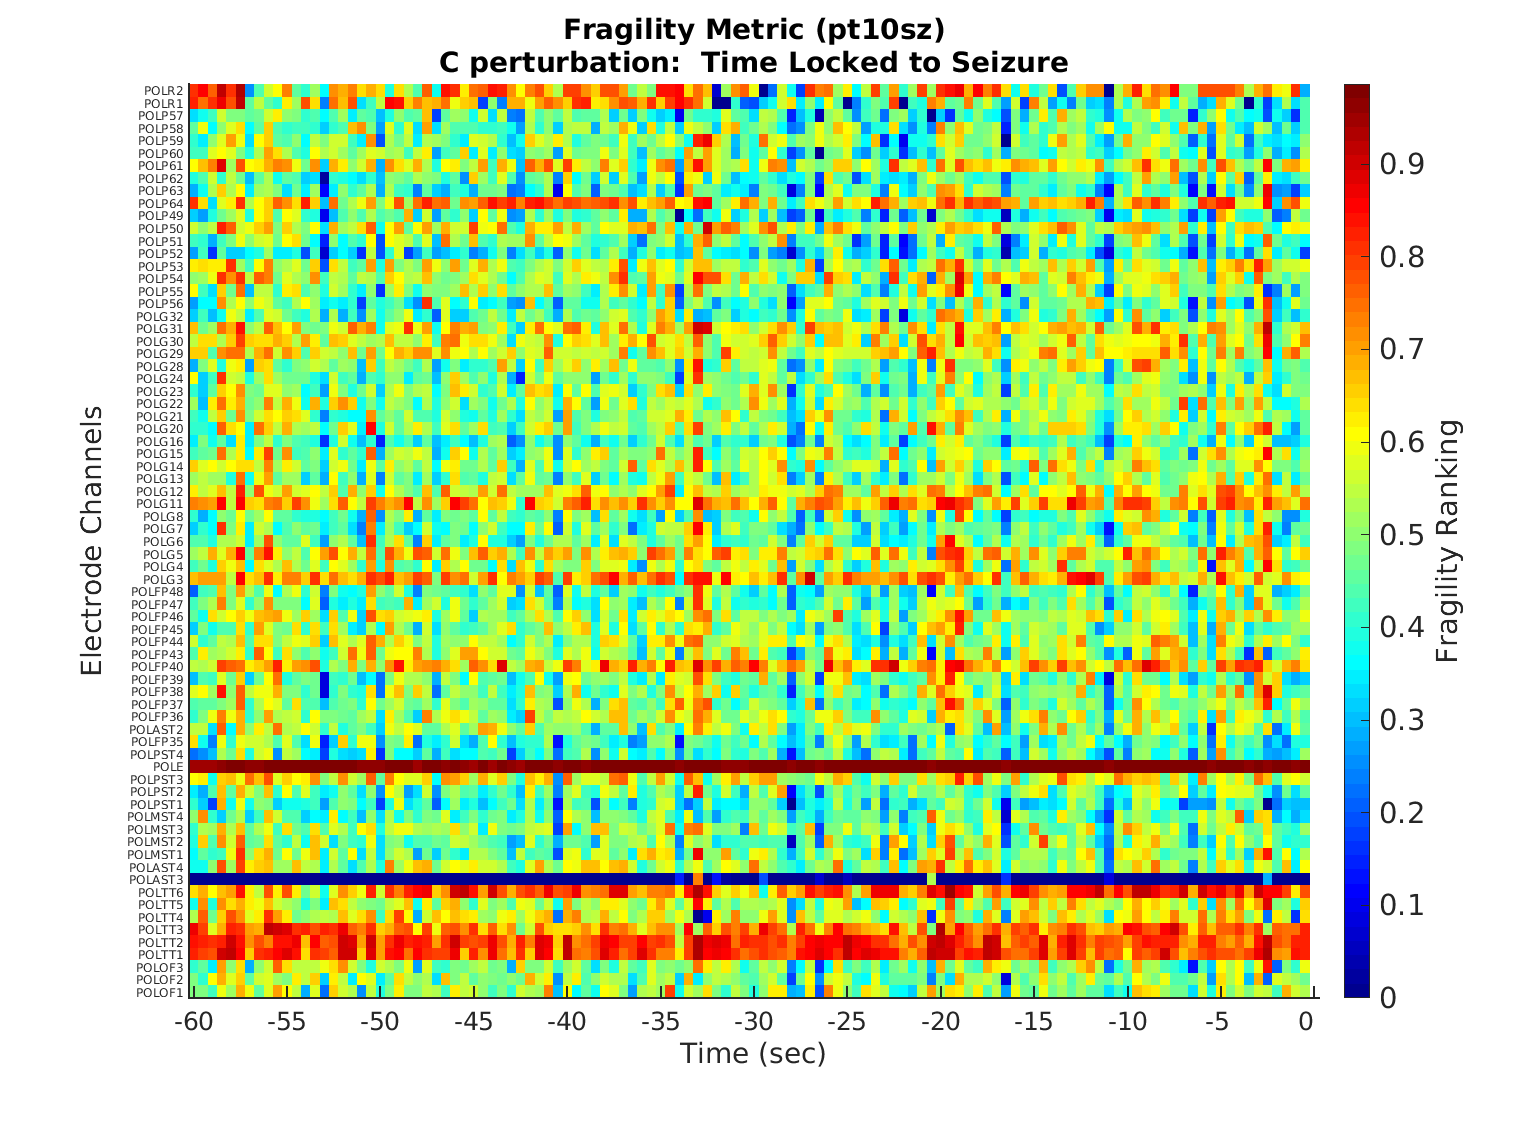 Fragility Metric (pt10sz)
C perturbation:  Time Locked to Seizure
Electrode Channels
POLR2
POLR1
POLP57
POLP58
POLP59
POLP60
POLP61
POLP62
POLP63
POLP64
POLP49
POLP50
POLP51
POLP52
POLP53
POLP54
POLP55
POLP56
POLG32
POLG31
POLG30
POLG29
POLG28
POLG24
POLG23
POLG22
POLG21
POLG20
POLG16
POLG15
POLG14
POLG13
POLG12
POLG11
POLG8
POLG7
POLG6
POLG5
POLG4
POLG3
POLFP48
POLFP47
POLFP46
POLFP45
POLFP44
POLFP43
POLFP40
POLFP39
POLFP38
POLFP37
POLFP36
POLAST2
POLFP35
POLPST4
POLE
POLPST3
POLPST2
POLPST1
POLMST4
POLMST3
POLMST2
POLMST1
POLAST4
POLAST3
POLTT6
POLTT5
POLTT4
POLTT3
POLTT2
POLTT1
POLOF3
POLOF2
POLOF1
-60 -55 -50 -45 -40 -35 -30 -25 -20 -15 -10 -5 0
Time (sec)
0.9
0.8
0.7
0.6
0.5
0.4
0.3
0.2
0.1
0
Fragility Ranking